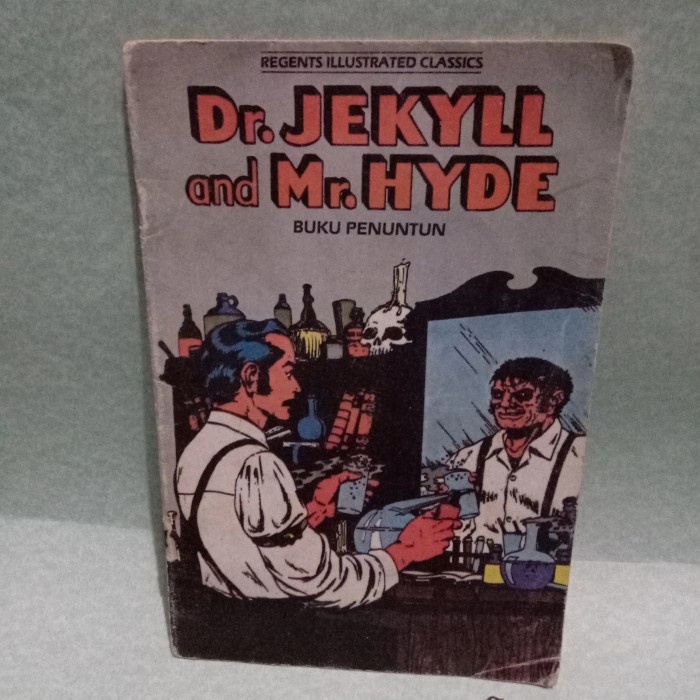 REGENTS ILLUSTRATED CLASSICS
Dr. JEKYLL
and Mr. HYDE
BUKU PENUNTUN